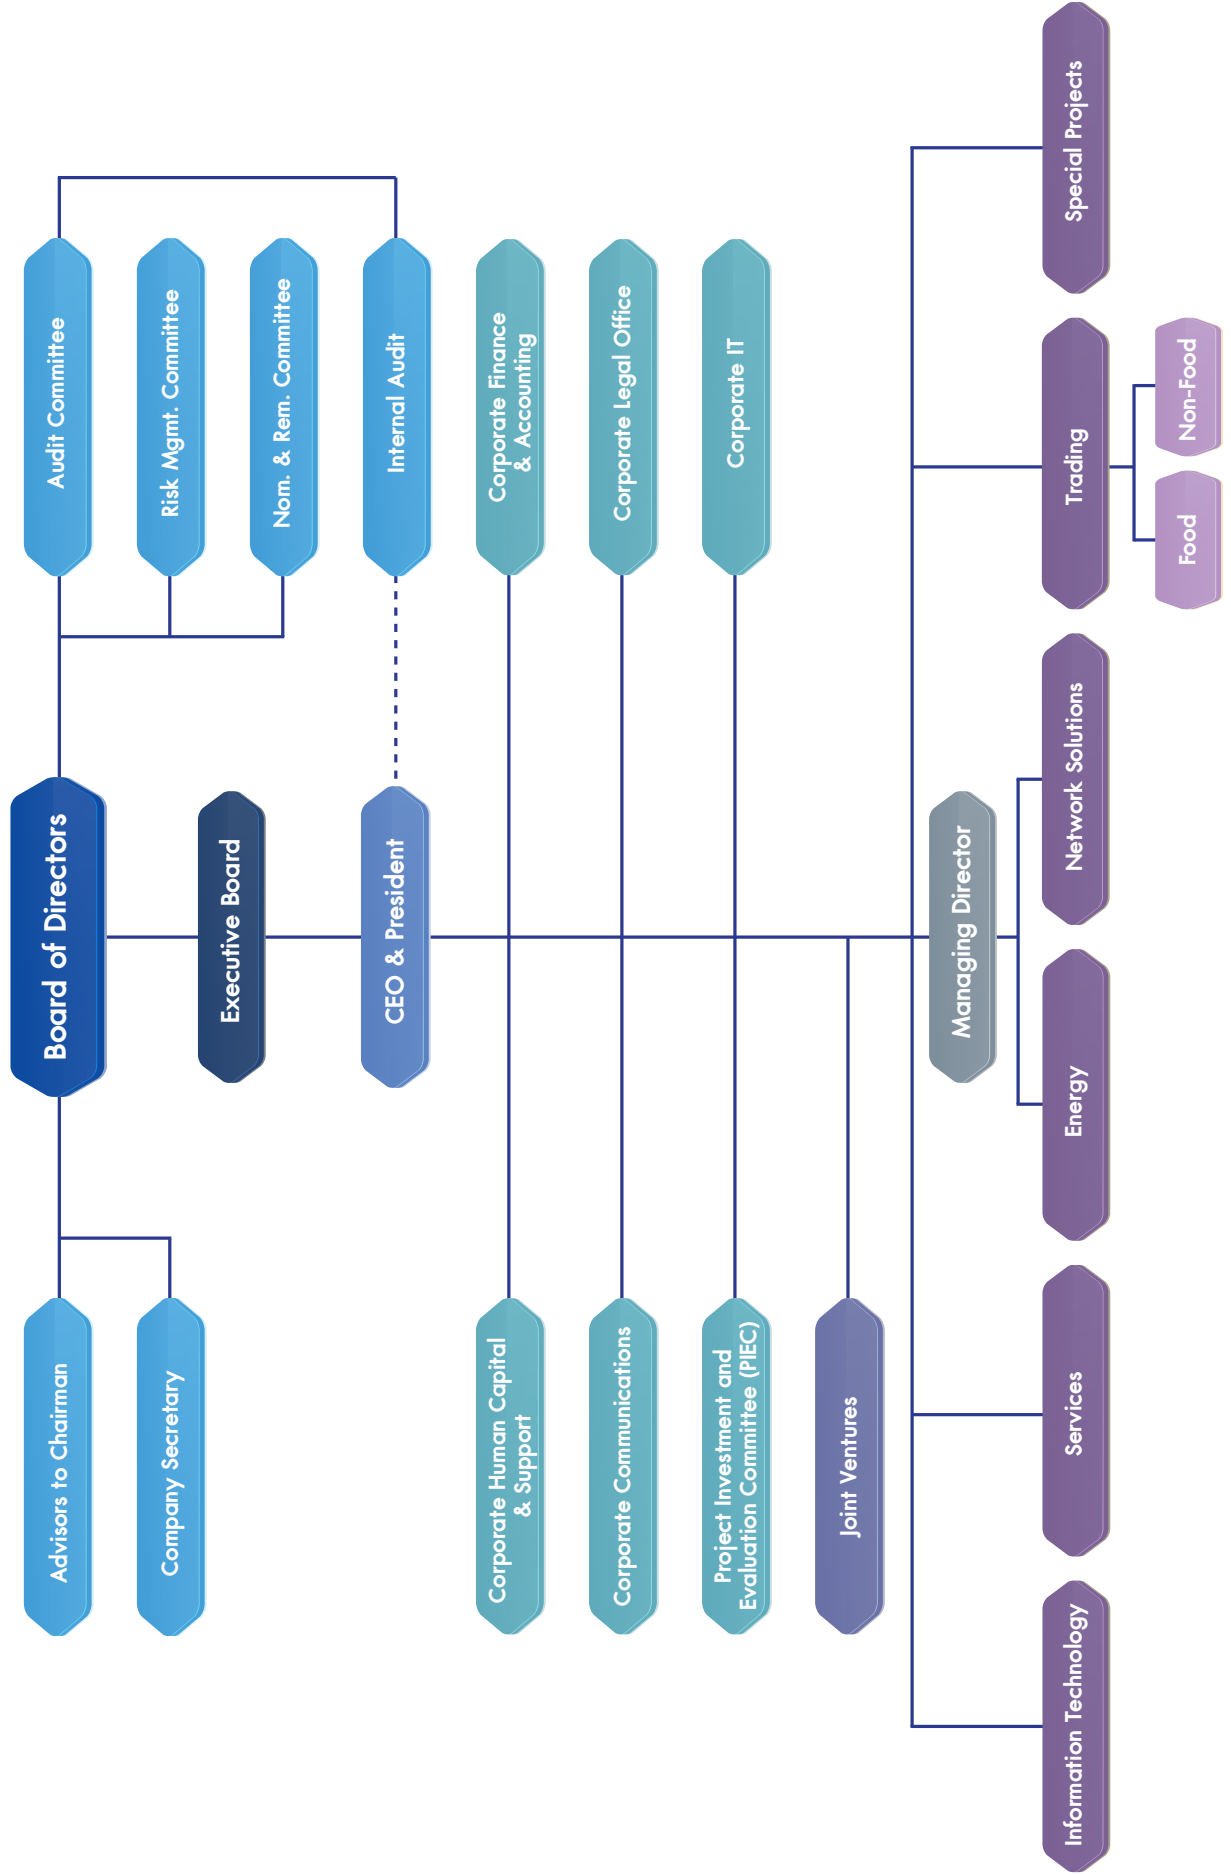 Board of Directors
Advisors to Chairman
Audit Committee
Company Secretary
Risk Mgmt. Committee
Executive Board
Nom. & Rem. Committee
CEO & President
Internal Audit
Corporate Human Capital
& Support
Corporate Finance
& Accounting
Corporate Communications
Corporate Legal Office
Project Investment and
Evaluation Committee (PIEC)
Corporate IT
Joint Ventures
Managing Director
Information Technology
Services
Energy
Network Solutions
Trading
Special Projects
Food
Non-Food